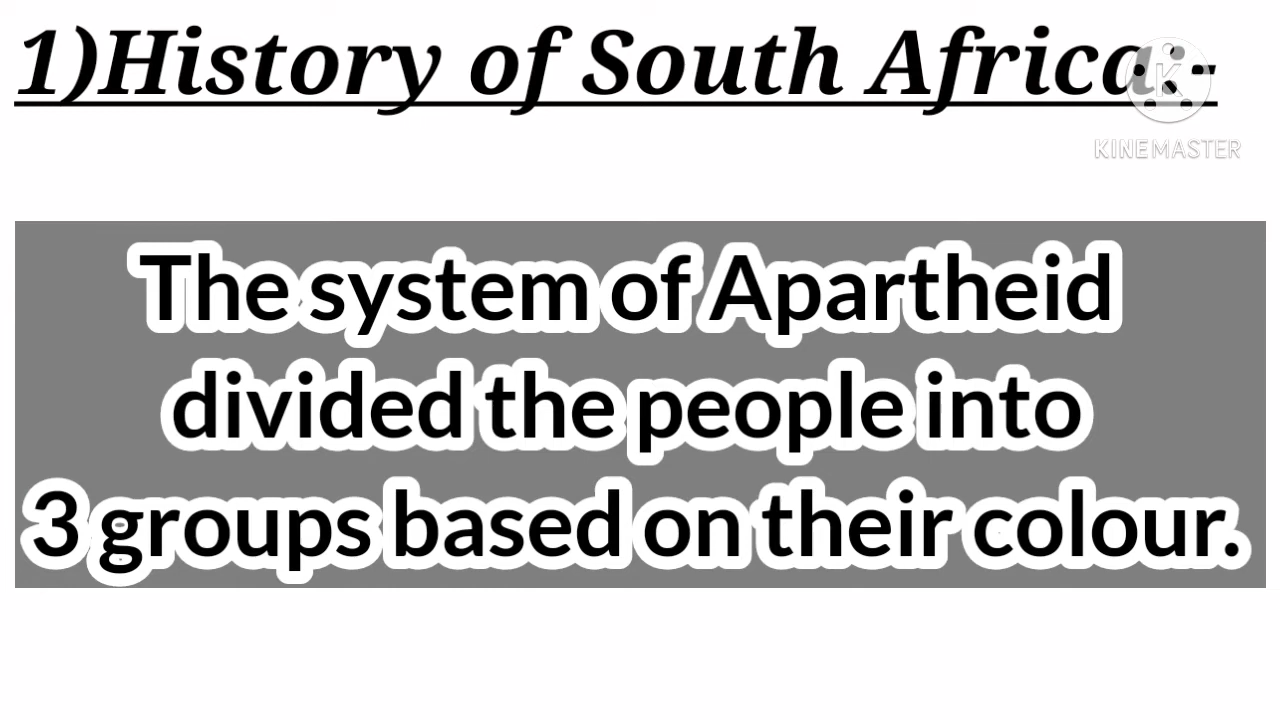 1)History of South Africa:-
KINEMASTER
The system of Apartheid
divided the people into
3 groups based on their colour.